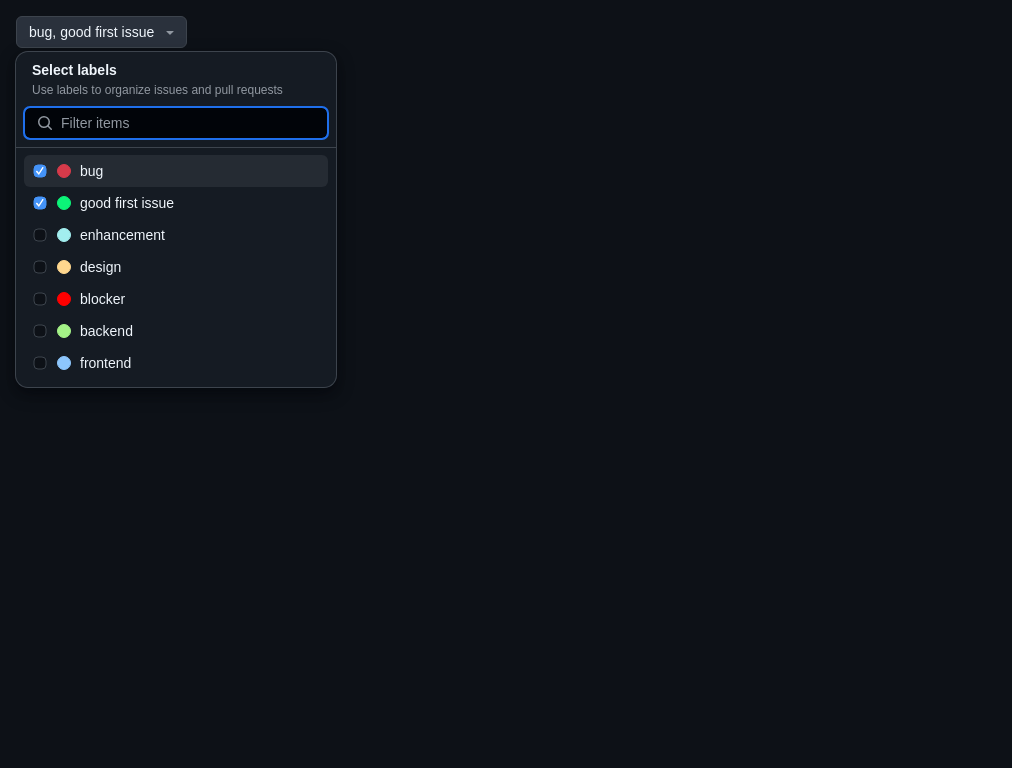 bug, good first issue
Select labels
Use labels to organize issues and pull requests
Filter items
bug
good first issue
enhancement
design
blocker
backend
frontend